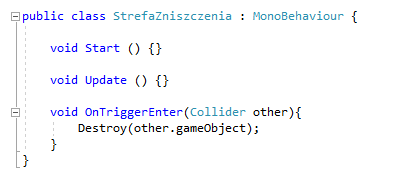 public class StrefaZniszczenia : MonoBehaviour {
void Start () {}
void Update () {}
void OnTriggerEnter(Collider other){
Destroy(other.gameObject);
}
}